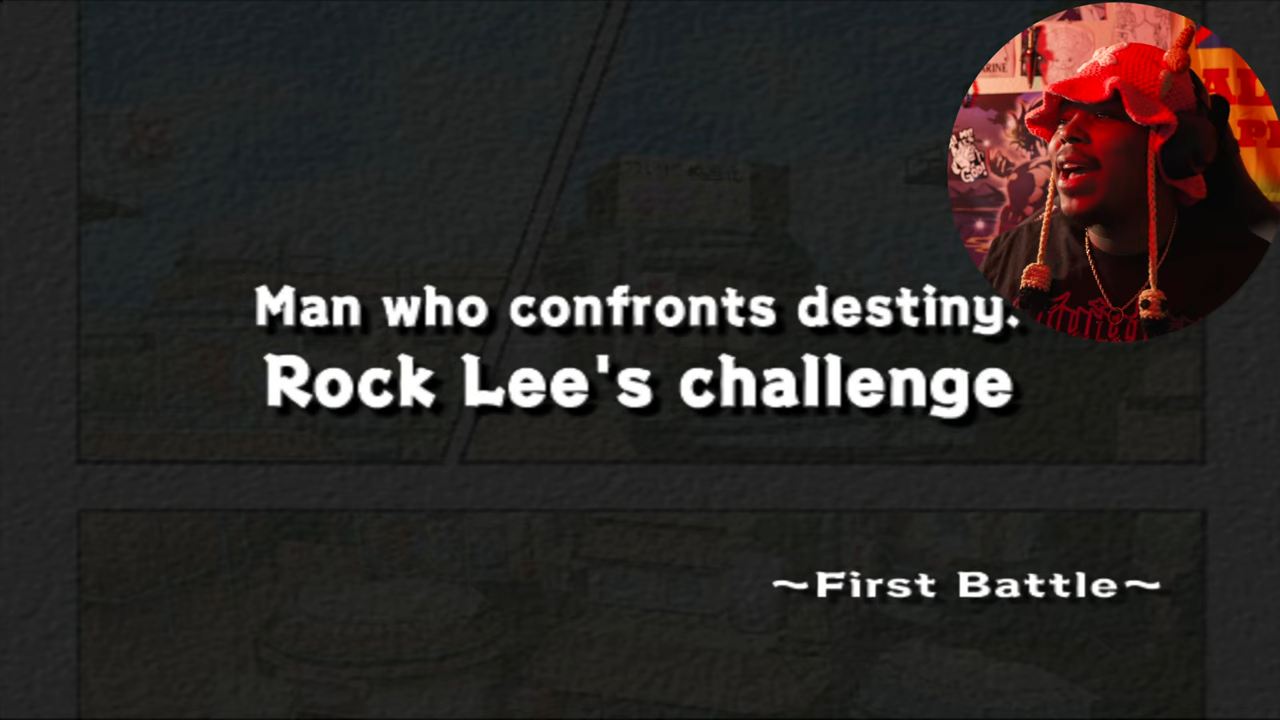 Man who confronts destiny.
Rock Lee's challenge
~First Battle~